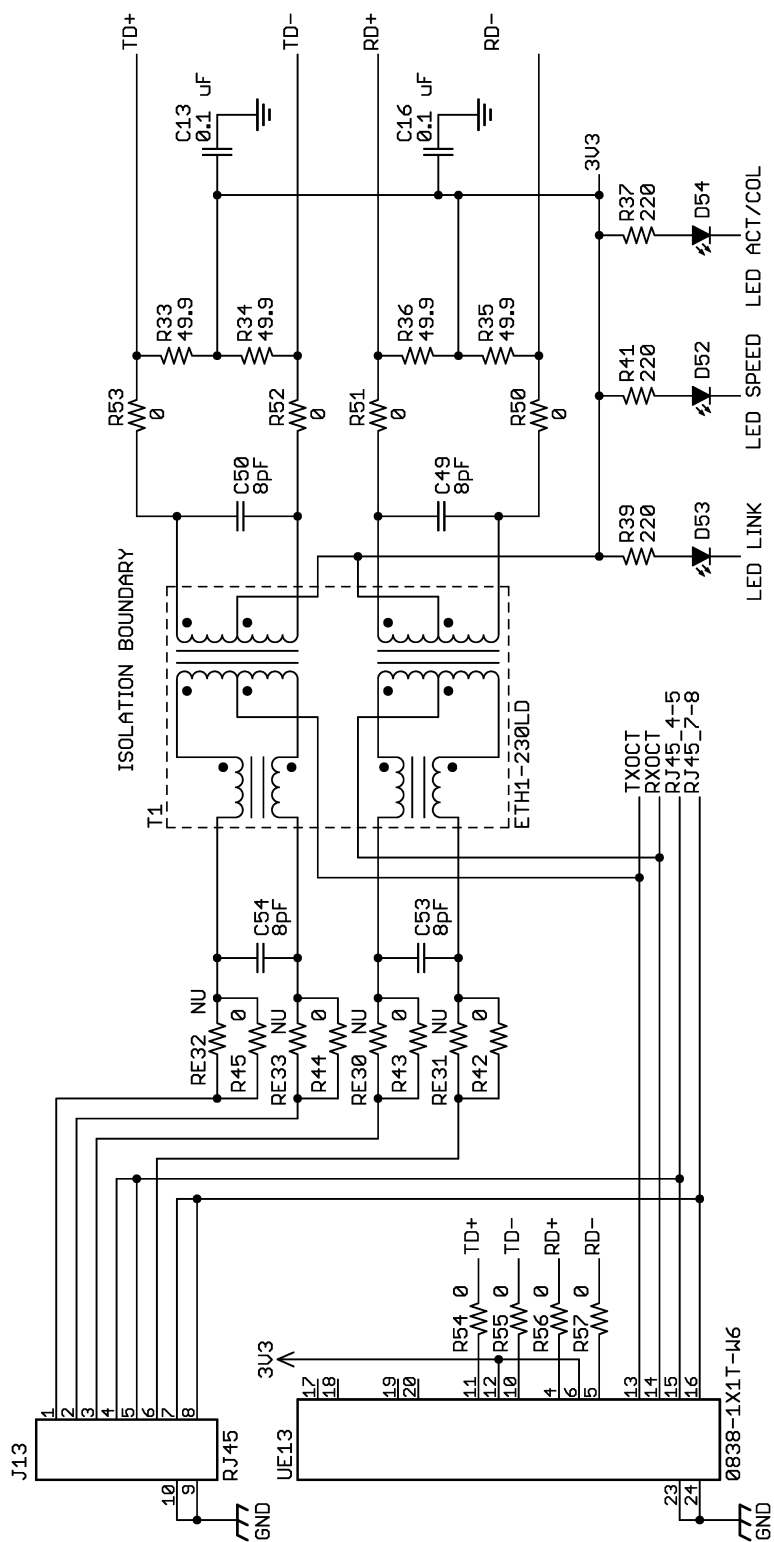 TD+
TD-
RD+
RD-
C13
0.1 uF
C16
0.1 uF
3V3
R37
220
D54
LED ACT/COL
R33
49.9
R34
49.9
R36
49.9
R35
49.9
R41
220
D52
LED SPEED
R53
0
R52
0
R51
0
R50
0
C50
8pF
C49
8pF
R39
220
D53
LED LINK
ISOLATION BOUNDARY
T1
ETH1-230LD
TXOCT
RXOCT
RJ45_4-5
RJ45_7-8
C54
8pF
C53
8pF
RE32 NU
R45 0
RE33 NU
R44 0
RE30 NU
R43 0
RE31 NU
R42 0
R54 0 TD+
R55 0 TD-
R56 0 RD+
R57 0 RD-
3V3
J13
1
2
3
4
5
6
7
8
10
9
RJ45
GND
UE13
17
18
19
20
11
12
10
4
6
5
13
14
15
16
23
24
0838-1X1T-W6
GND